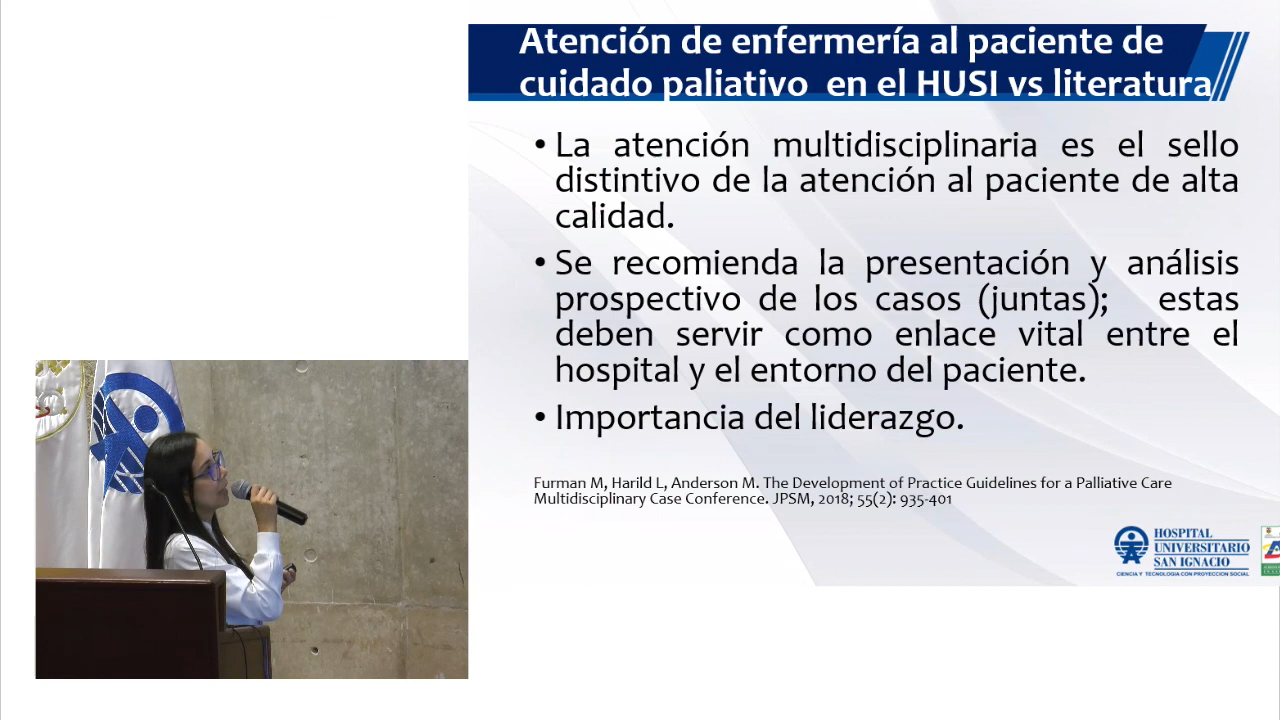 Atención de enfermería al paciente de
cuidado paliativo en el HUSI vs literatura
• La atención multidisciplinaria es el sello
distintivo de la atención al paciente de alta
calidad.
• Se recomienda la presentación y análisis
prospectivo de los casos (juntas); estas
deben servir como enlace vital entre el
hospital y el entorno del paciente.
• Importancia del liderazgo.
Furman M, Harild L, Anderson M. The Development of Practice Guidelines for a Palliative Care
Multidisciplinary Case Conference. JPSM, 2018; 55(2): 935-401
HOSPITAL
UNIVERSITARIO
SAN IGNACIO
CIENCIA Y TECNOLOGIA CON PROYECCION SOCIAL